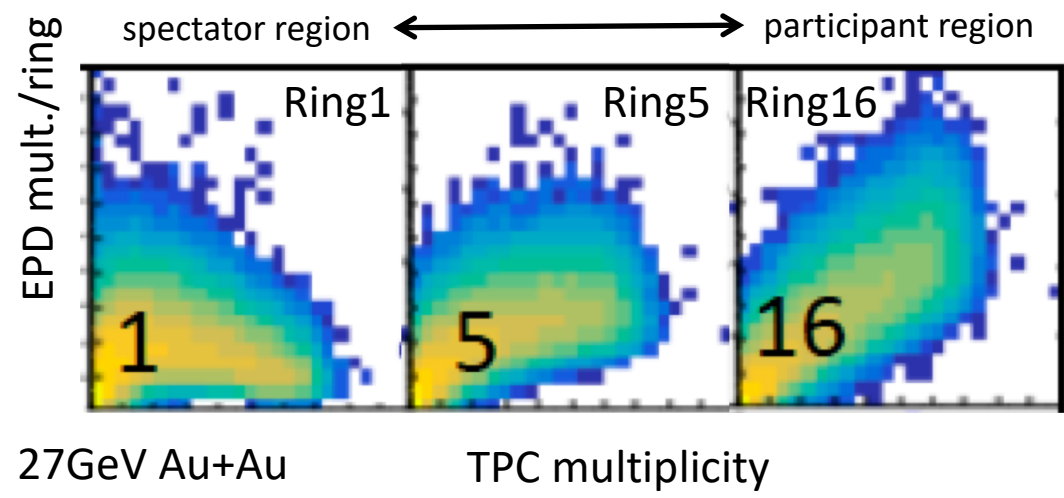 spectator region
participant region
EPD mult./ring
Ring1
Ring5
Ring16
1
5
16
27GeV Au+Au
TPC multiplicity